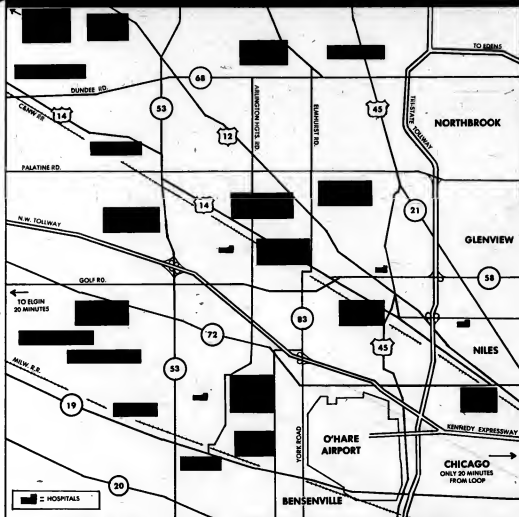 TO EDENS
68
DUNDEE RD.
C&NW RR
14
53
ARLINGTON HGTS. RD.
ELMHURST RD.
45
TRI-STATE TOLLWAY
NORTHBROOK
12
PALATINE RD.
14
21
N.W. TOLLWAY
GLENVIEW
GOLF RD.
58
TO ELGIN
20 MINUTES
83
72
45
NILES
MILW. R.R.
53
19
KENNEDY EXPRESSWAY
YORK ROAD
O'HARE
AIRPORT
CHICAGO
ONLY 20 MINUTES
FROM LOOP
20
= HOSPITALS
BENSENVILLE